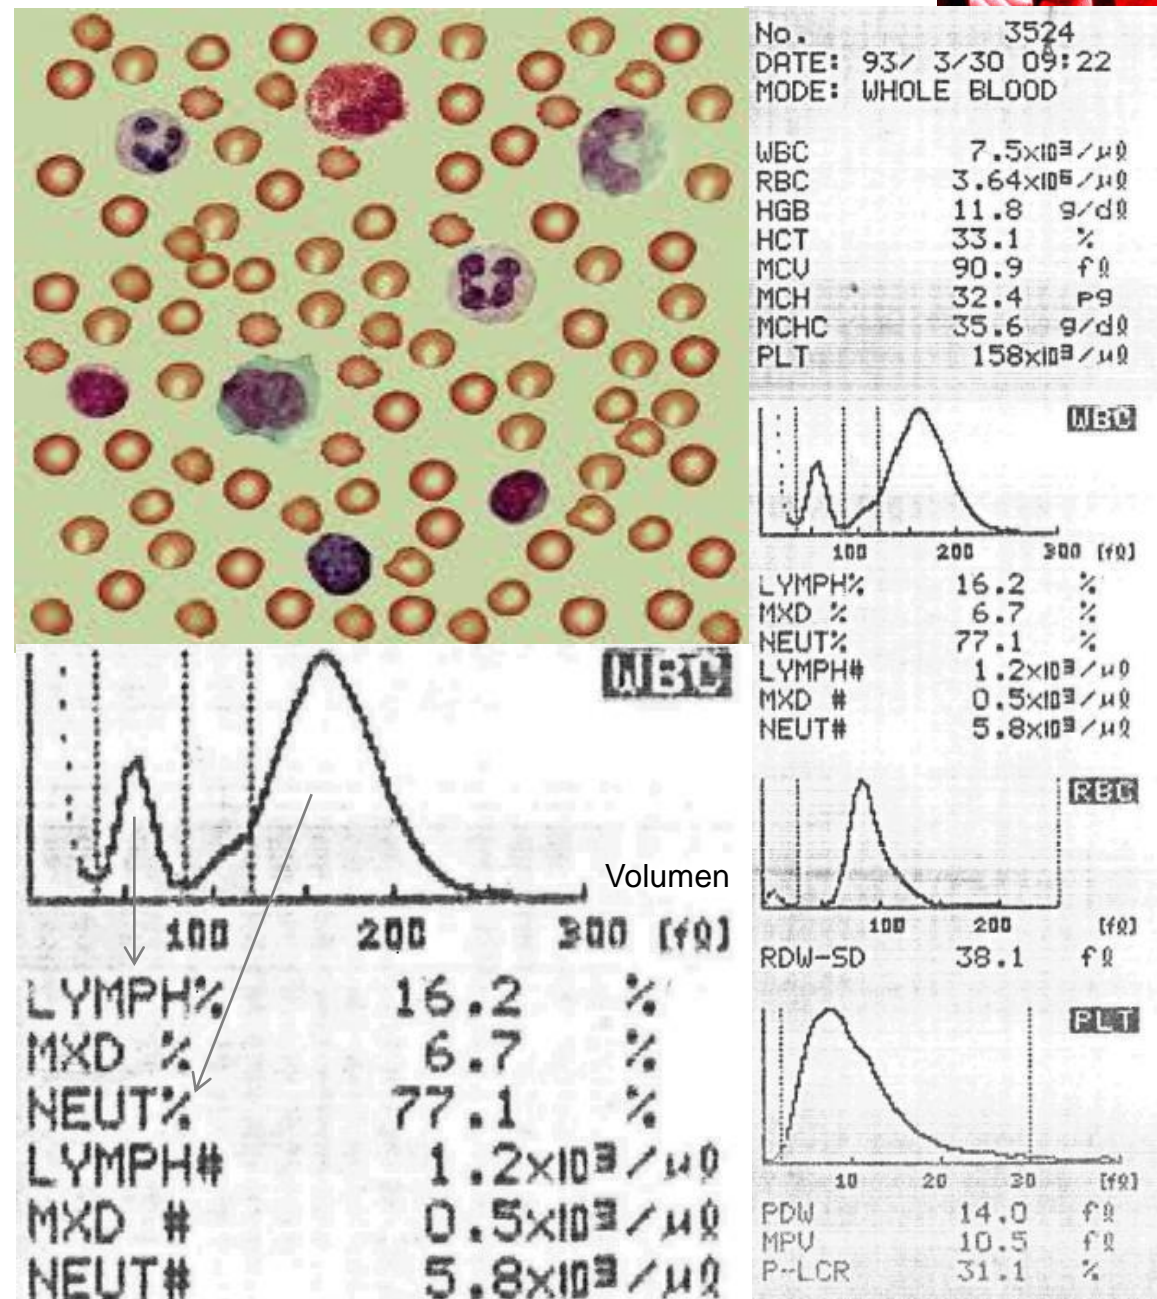 No. 3524
DATE: 93/ 3/30 09:22
MODE: WHOLE BLOOD
WBC 7.5x10³/µl
RBC 3.64x10⁶/µl
HGB 11.8 g/dl
HCT 33.1 %
MCV 90.9 fl
MCH 32.4 pg
MCHC 35.6 g/dl
PLT 158x10³/µl
WBC
100 200 300 [fl]
LYMPH% 16.2 %
MXD % 6.7 %
NEUT% 77.1 %
LYMPH# 1.2x10³/µl
MXD # 0.5x10³/µl
NEUT# 5.8x10³/µl
RBC
100 200 [fl]
RDW-SD 38.1 fl
PLT
10 20 30 [fl]
PDW 14.0 fl
MPV 10.5 fl
P-LCR 31.1 %
WBC
Volumen
100 200 300 [fl]
LYMPH% 16.2 %
MXD % 6.7 %
NEUT% 77.1 %
LYMPH# 1.2x10³/µl
MXD # 0.5x10³/µl
NEUT# 5.8x10³/µl